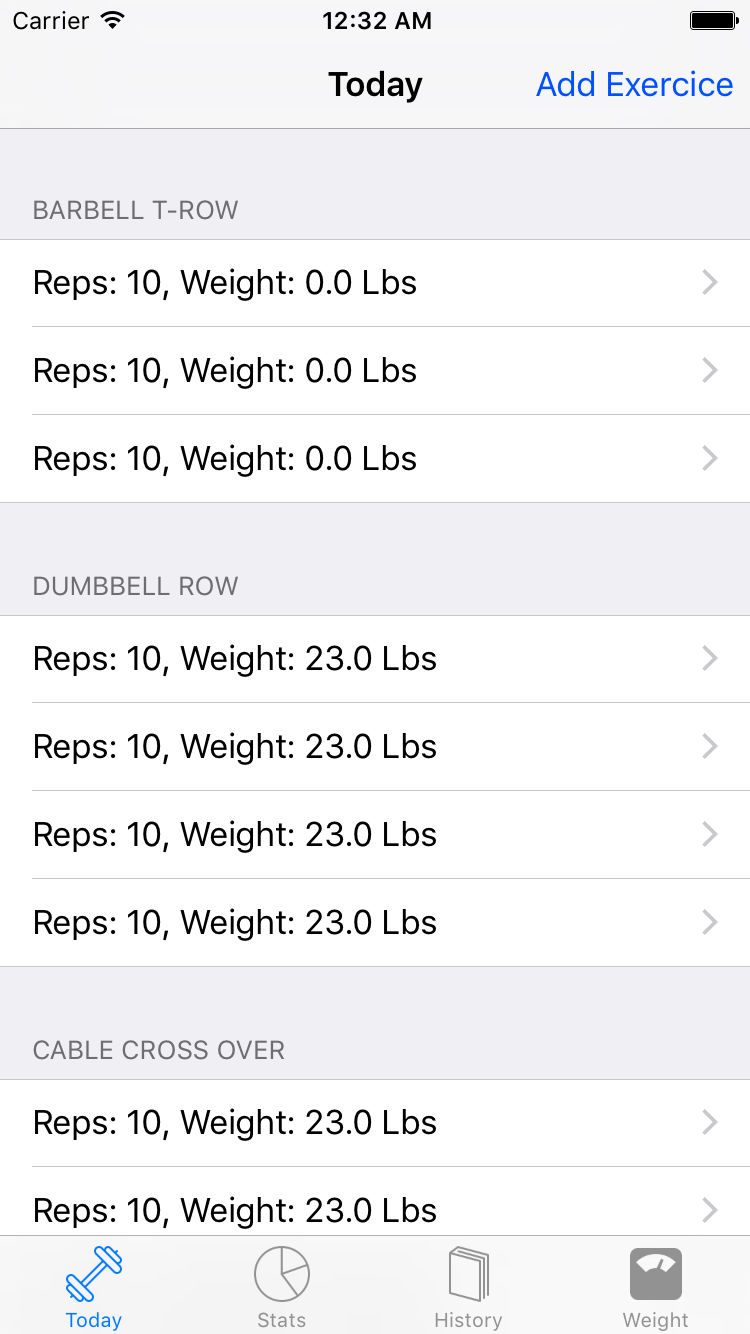 Carrier 12:32 AM
Today Add Exercice
BARBELL T-ROW
Reps: 10, Weight: 0.0 Lbs
Reps: 10, Weight: 0.0 Lbs
Reps: 10, Weight: 0.0 Lbs
DUMBBELL ROW
Reps: 10, Weight: 23.0 Lbs
Reps: 10, Weight: 23.0 Lbs
Reps: 10, Weight: 23.0 Lbs
Reps: 10, Weight: 23.0 Lbs
CABLE CROSS OVER
Reps: 10, Weight: 23.0 Lbs
Reps: 10, Weight: 23.0 Lbs
Today Stats History Weight